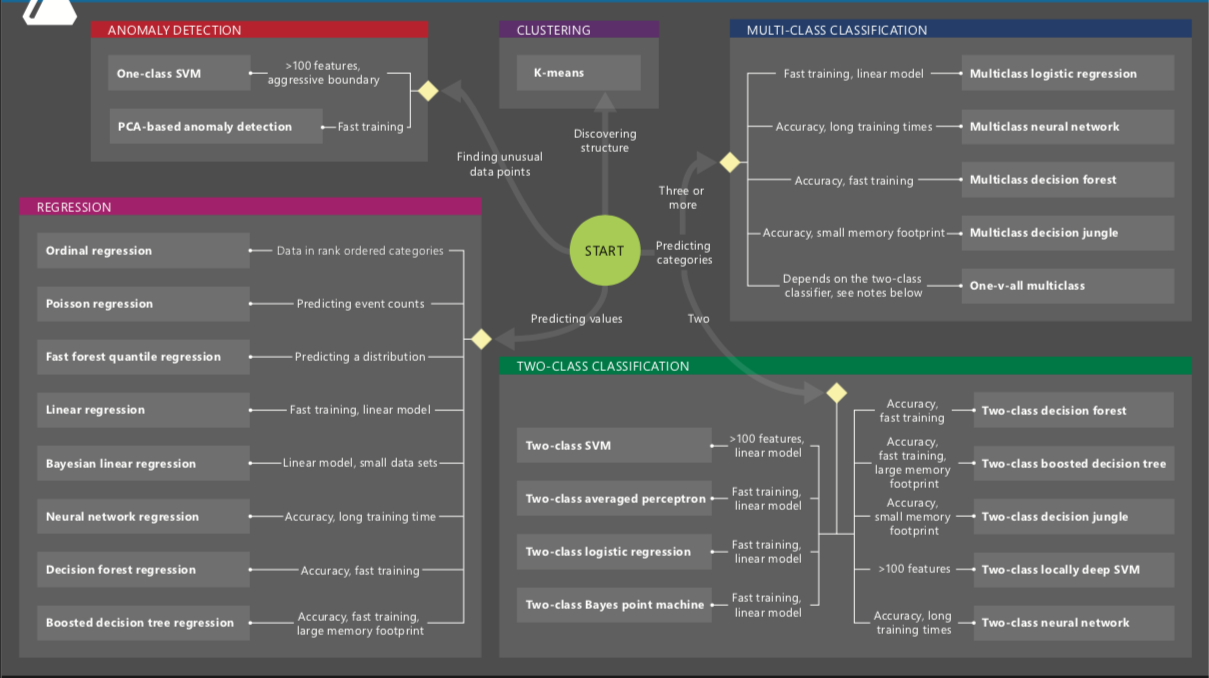 ANOMALY DETECTION
One-class SVM
>100 features,
aggressive boundary
PCA-based anomaly detection
Fast training
CLUSTERING
K-means
MULTI-CLASS CLASSIFICATION
Fast training, linear model
Multiclass logistic regression
Accuracy, long training times
Multiclass neural network
Accuracy, fast training
Multiclass decision forest
Accuracy, small memory footprint
Multiclass decision jungle
Depends on the two-class
classifier, see notes below
One-v-all multiclass
Finding unusual
data points
Discovering
structure
Three or
more
START
Predicting
categories
Predicting values
Two
REGRESSION
Ordinal regression
Data in rank ordered categories
Poisson regression
Predicting event counts
Fast forest quantile regression
Predicting a distribution
Linear regression
Fast training, linear model
Bayesian linear regression
Linear model, small data sets
Neural network regression
Accuracy, long training time
Decision forest regression
Accuracy, fast training
Boosted decision tree regression
Accuracy, fast training,
large memory footprint
TWO-CLASS CLASSIFICATION
Two-class SVM
>100 features,
linear model
Two-class averaged perceptron
Fast training,
linear model
Two-class logistic regression
Fast training,
linear model
Two-class Bayes point machine
Fast training,
linear model
Accuracy,
fast training
Two-class decision forest
Accuracy,
fast training,
large memory
footprint
Two-class boosted decision tree
Accuracy,
small memory
footprint
Two-class decision jungle
>100 features
Two-class locally deep SVM
Accuracy, long
training times
Two-class neural network